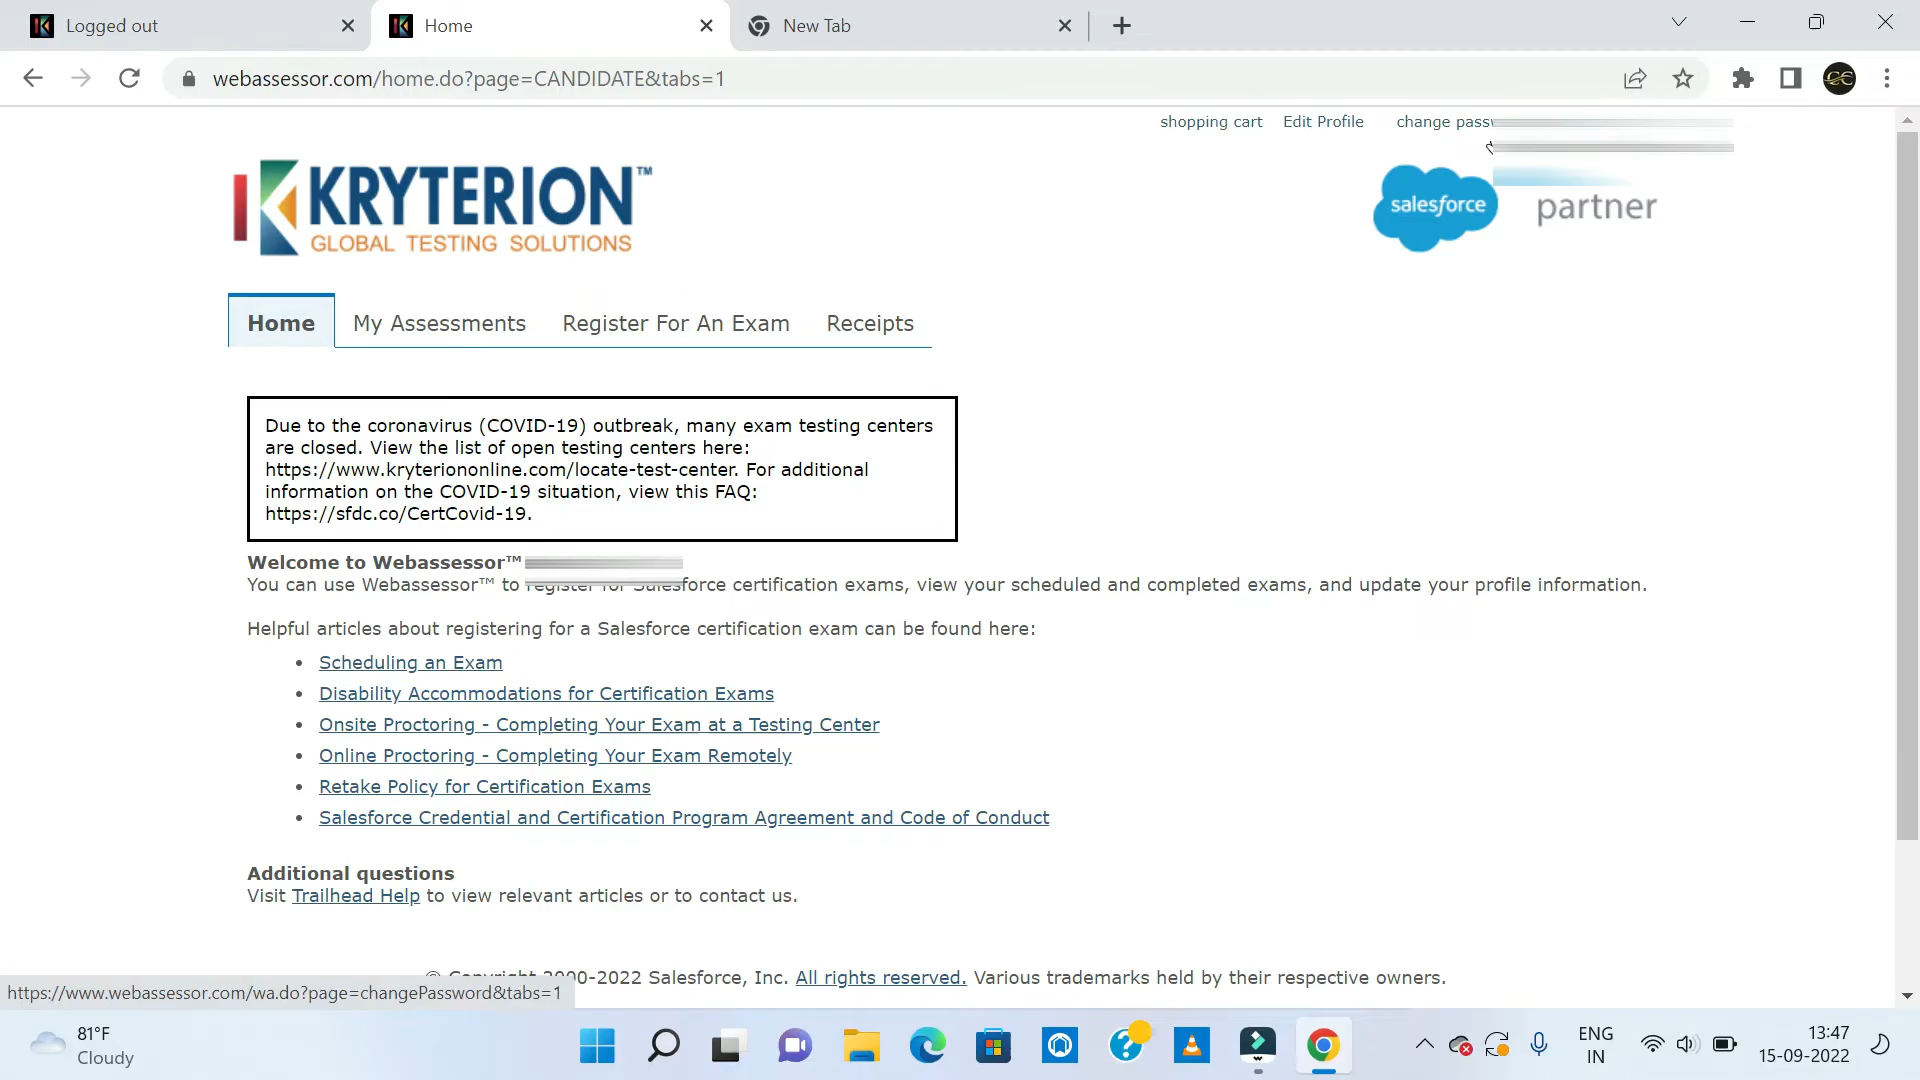 Logged out
Home
New Tab
webassessor.com/home.do?page=CANDIDATE&tabs=1
shopping cart Edit Profile change
KRYTERION™
GLOBAL TESTING SOLUTIONS
salesforce partner
Home My Assessments Register For An Exam Receipts
Due to the coronavirus (COVID-19) outbreak, many exam testing centers
are closed. View the list of open testing centers here:
https://www.kryteriononline.com/locate-test-center. For additional
information on the COVID-19 situation, view this FAQ:
https://sfdc.co/CertCovid-19.
Welcome to Webassessor™
You can use Webassessor™ to register for Salesforce certification exams, view your scheduled and completed exams, and update your profile information.
Helpful articles about registering for a Salesforce certification exam can be found here:
• Scheduling an Exam
• Disability Accommodations for Certification Exams
• Onsite Proctoring - Completing Your Exam at a Testing Center
• Online Proctoring - Completing Your Exam Remotely
• Retake Policy for Certification Exams
• Salesforce Credential and Certification Program Agreement and Code of Conduct
Additional questions
Visit Trailhead Help to view relevant articles or to contact us.
© Copyright 2000-2022 Salesforce, Inc. All rights reserved. Various trademarks held by their respective owners.
https://www.webassessor.com/wa.do?page=changePassword&tabs=1
81°F
Cloudy
ENG
IN
13:47
15-09-2022